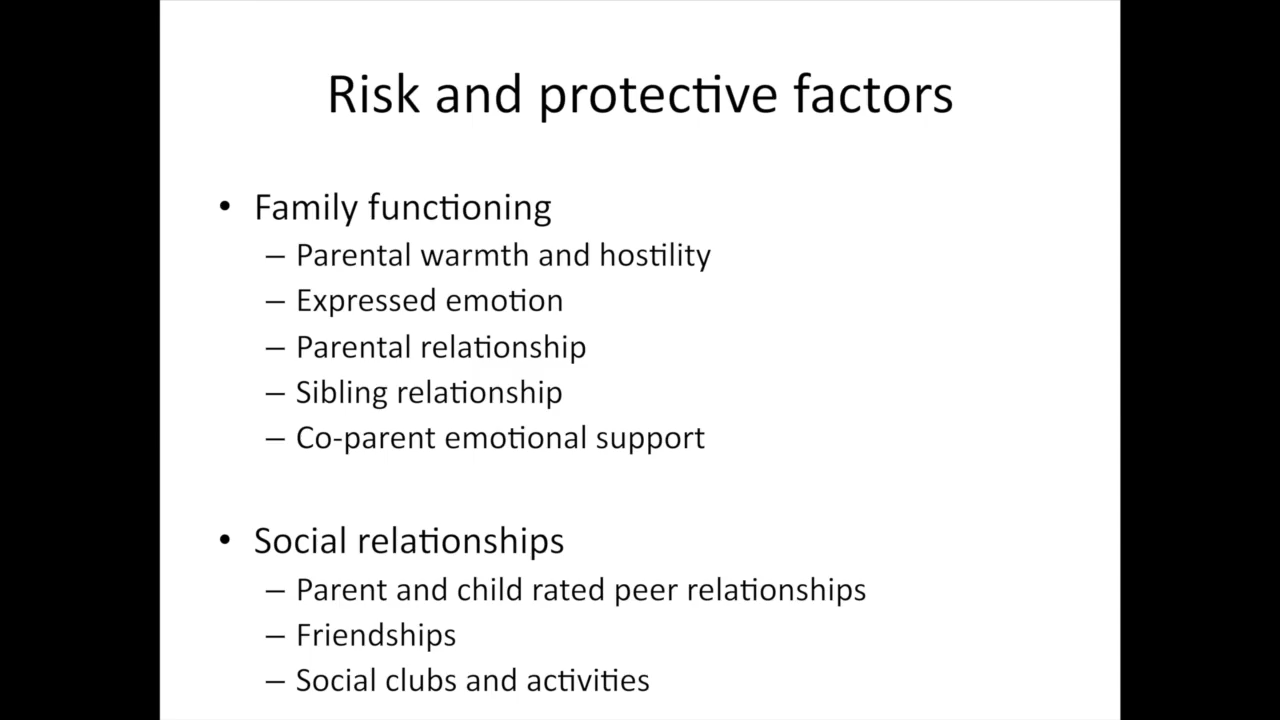 Risk and protective factors
• Family functioning
– Parental warmth and hostility
– Expressed emotion
– Parental relationship
– Sibling relationship
– Co-parent emotional support
• Social relationships
– Parent and child rated peer relationships
– Friendships
– Social clubs and activities